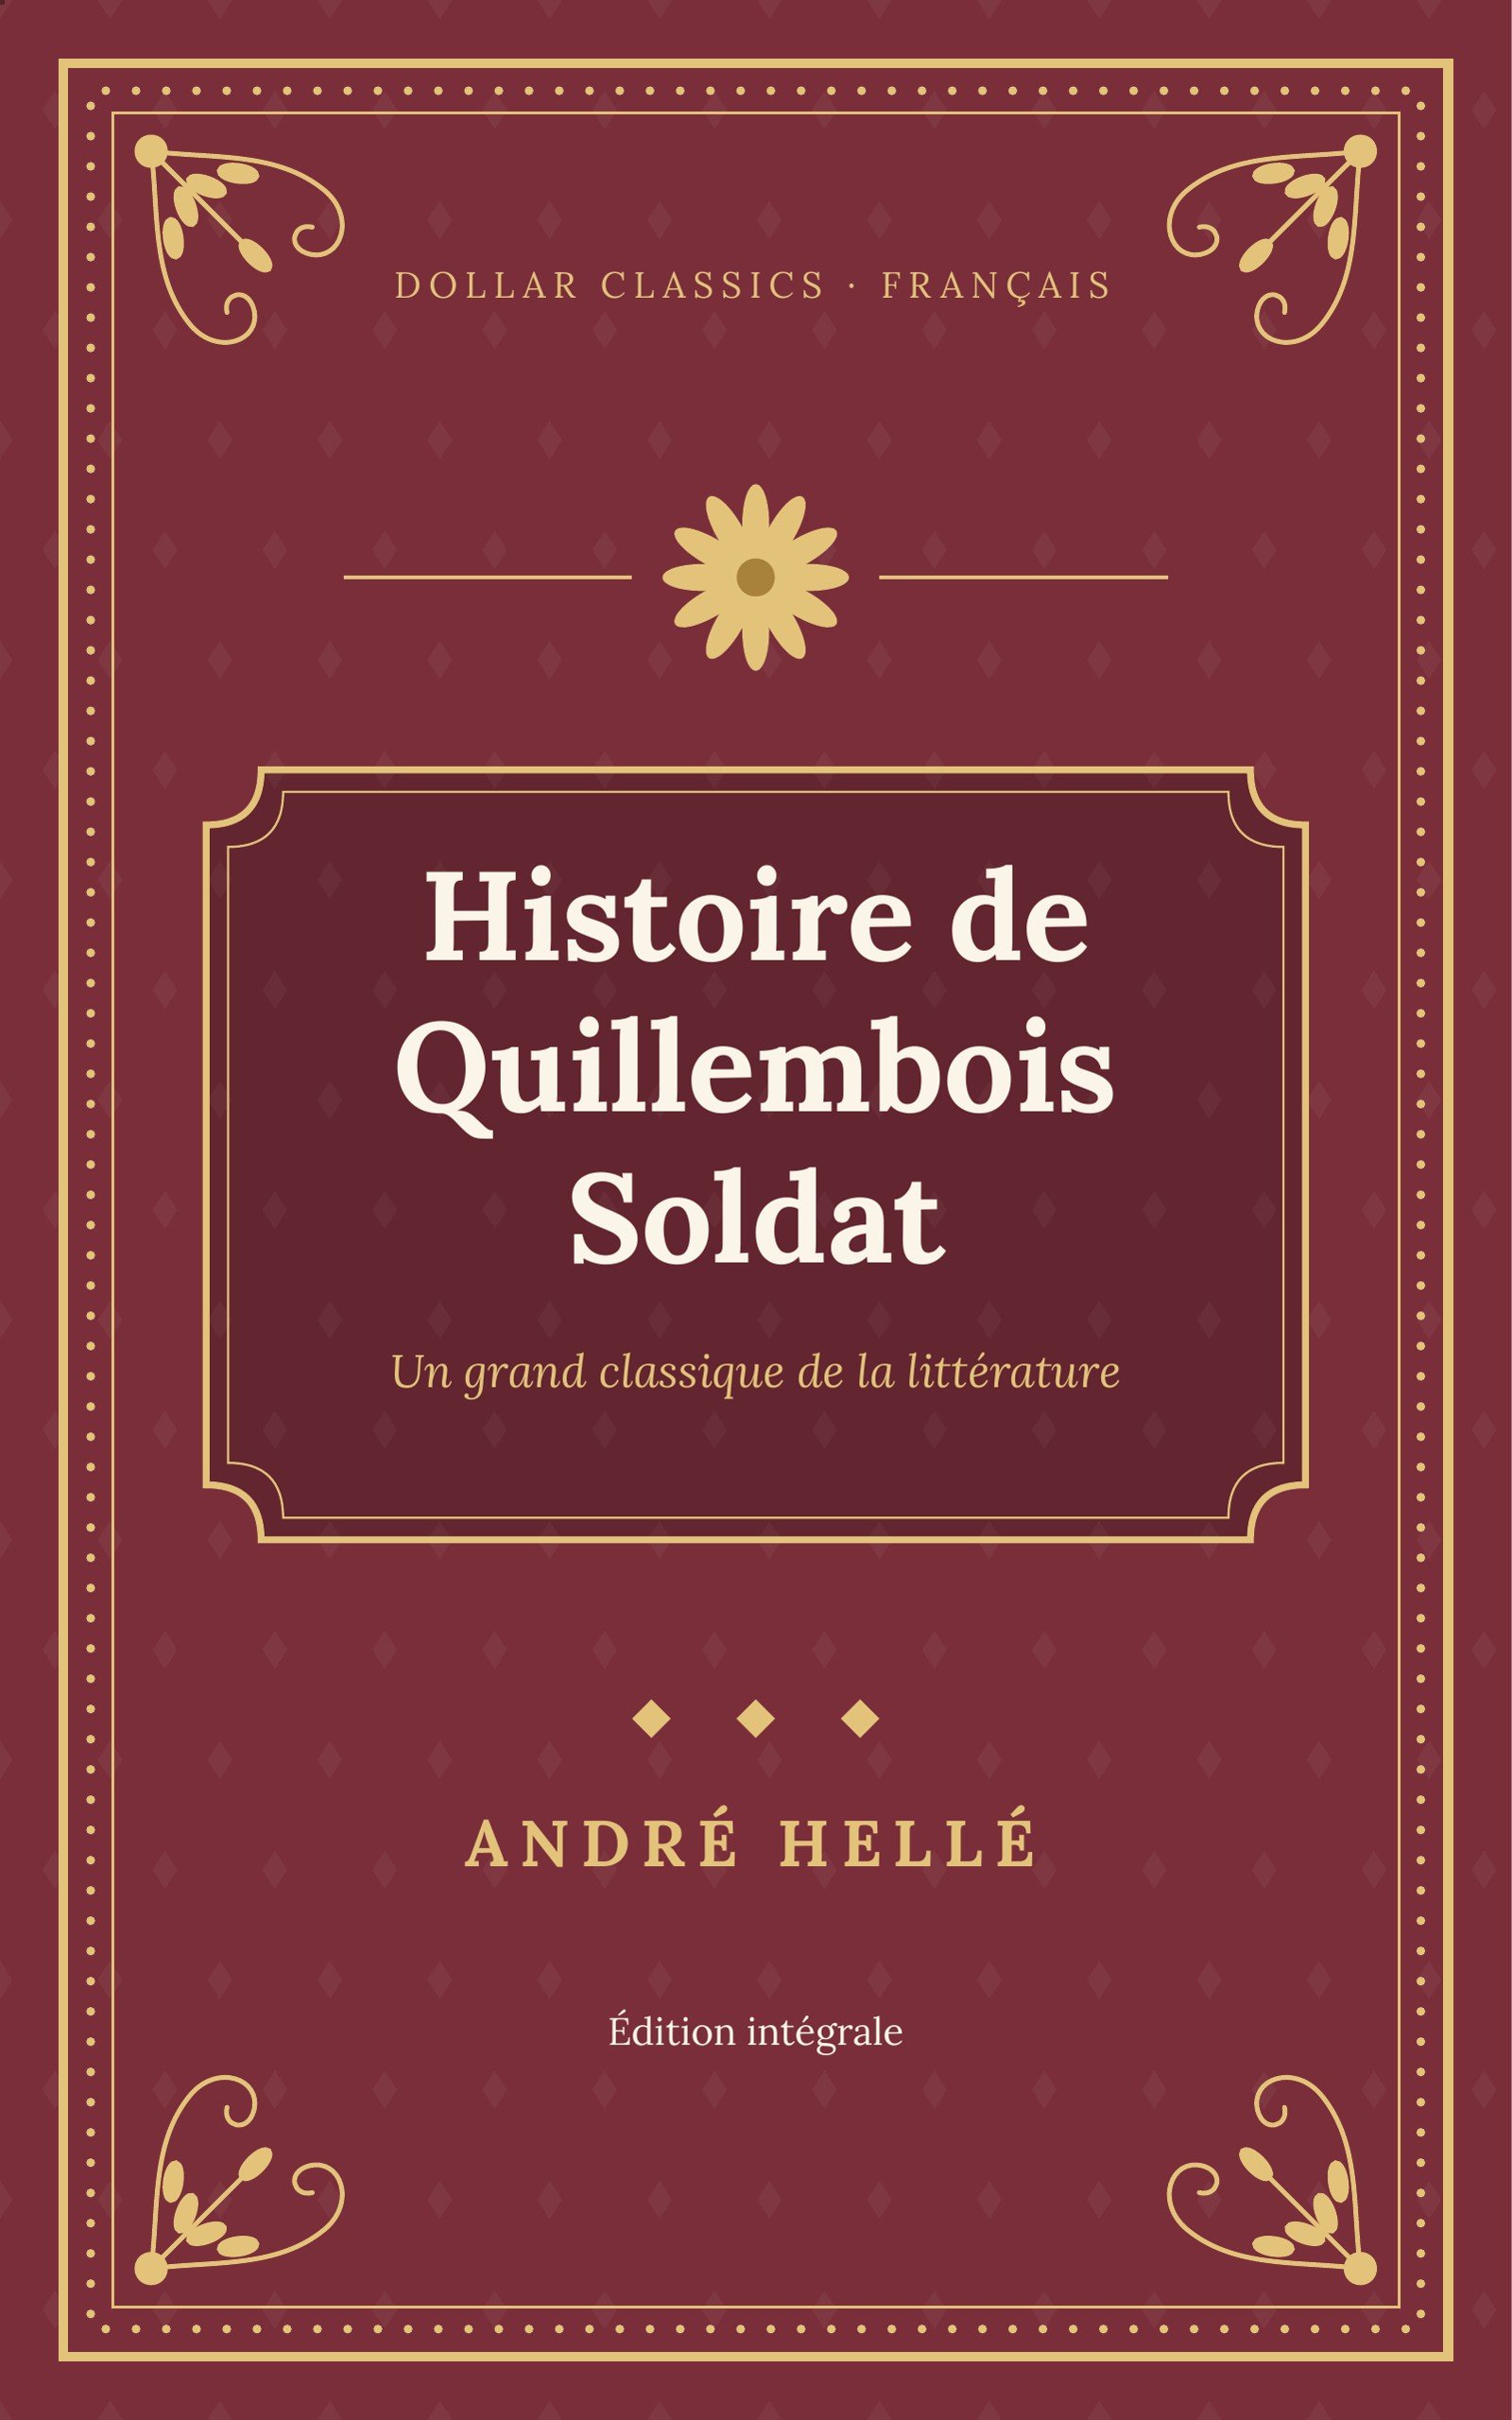 DOLLAR CLASSICS · FRANÇAIS
Histoire de
Quillembois
Soldat
Un grand classique de la littérature
ANDRÉ HELLÉ
Édition intégrale